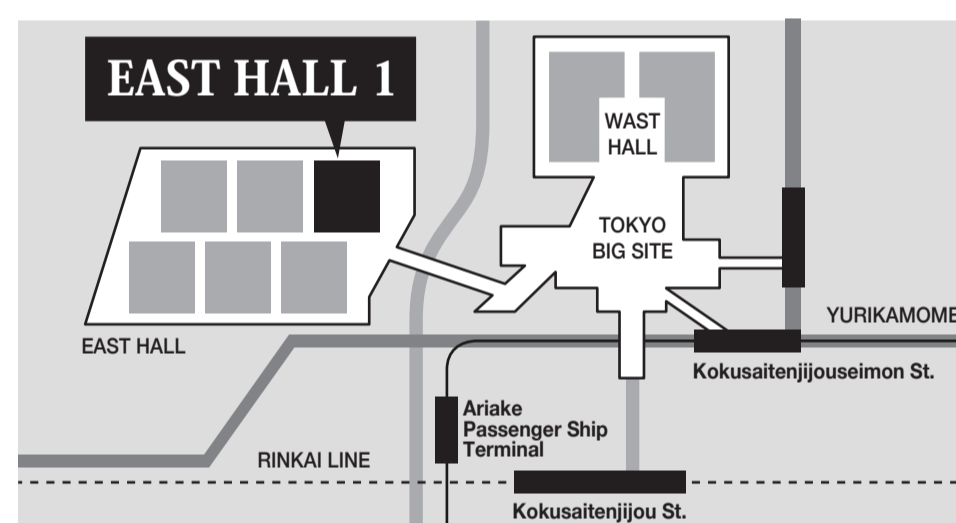 EAST HALL 1
WAST
HALL
TOKYO
BIG SITE
YURIKAMOME
EAST HALL
Kokusaitenjijouseimon St.
Ariake
Passenger Ship
Terminal
RINKAI LINE
Kokusaitenjijou St.